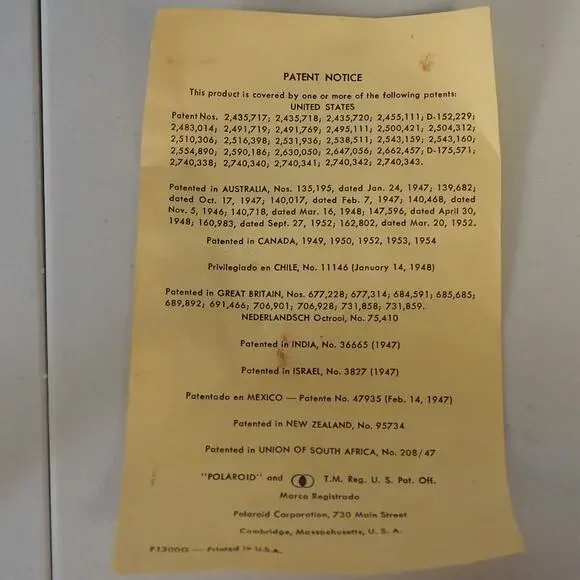 PATENT NOTICE
This product is covered by one or more of the following patents:
UNITED STATES
Patent Nos. 2,435,717; 2,435,718; 2,435,720; 2,455,111; D-152,229;
2,483,014; 2,491,719; 2,491,769; 2,495,111; 2,500,421; 2,504,312;
2,510,306; 2,516,398; 2,531,936; 2,538,511; 2,543,159; 2,543,160;
2,554,890; 2,590,186; 2,630,050; 2,647,056; 2,662,457; D-175,571;
2,740,338; 2,740,340; 2,740,341; 2,740,342; 2,740,343.
Patented in AUSTRALIA, Nos. 135,195, dated Jan. 24, 1947; 139,682;
dated Oct. 17, 1947; 140,017, dated Feb. 7, 1947; 140,468, dated
Nov. 5, 1946; 140,718, dated Mar. 16, 1948; 147,596, dated April 30,
1948; 160,983, dated Sept. 27, 1952; 162,802, dated Mar. 20, 1952.
Patented in CANADA, 1949, 1950, 1952, 1953, 1954
Privilegiado en CHILE, No. 11146 (January 14, 1948)
Patented in GREAT BRITAIN, Nos. 677,228; 677,314; 684,591; 685,685;
689,892; 691,466; 706,901; 706,928; 731,858; 731,859.
NEDERLANDSCH Octrooi, No. 75,410
Patented in INDIA, No. 36665 (1947)
Patented in ISRAEL, No. 3827 (1947)
Patentado en MEXICO — Patente No. 47935 (Feb. 14, 1947)
Patented in NEW ZEALAND, No. 95734
Patented in UNION OF SOUTH AFRICA, No. 208/47
"POLAROID" and T.M. Reg. U. S. Pat. Off.
Marca Registrada
Polaroid Corporation, 730 Main Street
Cambridge, Massachusetts, U. S. A.
P1300G — Printed in U.S.A.